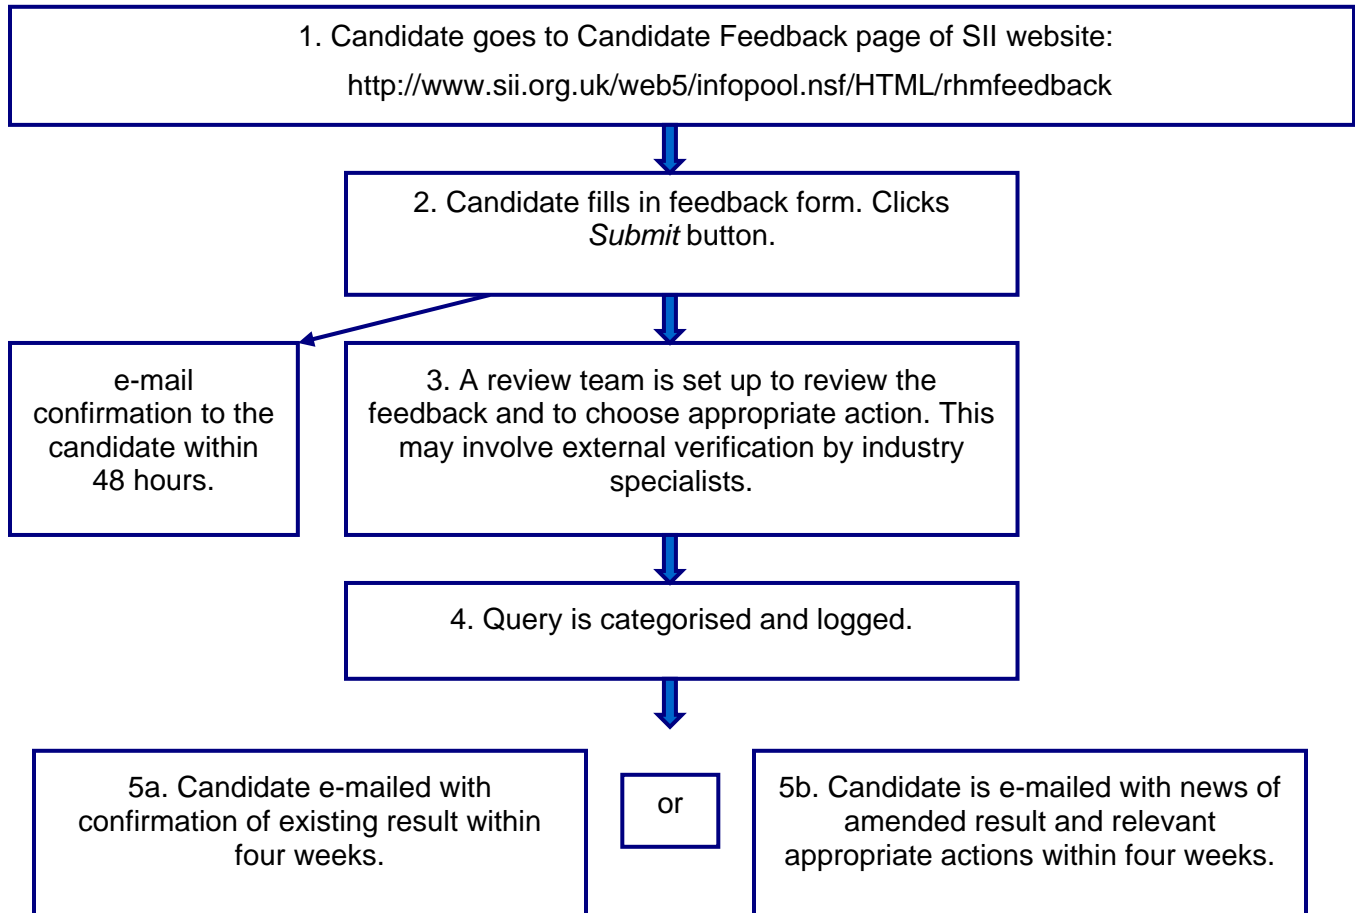 1. Candidate goes to Candidate Feedback page of SII website:
http://www.sii.org.uk/web5/infopool.nsf/HTML/rhmfeedback
2. Candidate fills in feedback form. Clicks
Submit button.
e-mail
confirmation to the
candidate within
48 hours.
3. A review team is set up to review the
feedback and to choose appropriate action. This
may involve external verification by industry
specialists.
4. Query is categorised and logged.
5a. Candidate e-mailed with
confirmation of existing result within
four weeks.
or
5b. Candidate is e-mailed with news of
amended result and relevant
appropriate actions within four weeks.